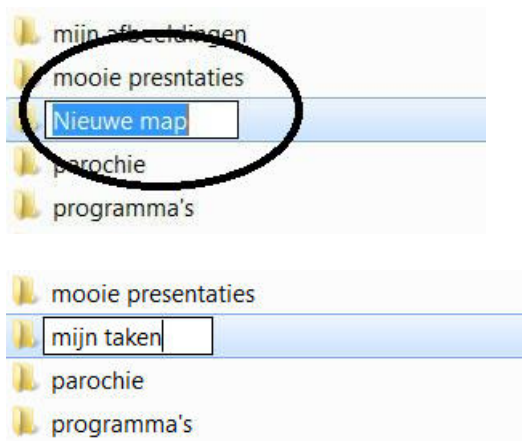 mijn afbeeldingen
mooie presntaties
Nieuwe map
parochie
programma's
mooie presentaties
mijn taken
parochie
programma's